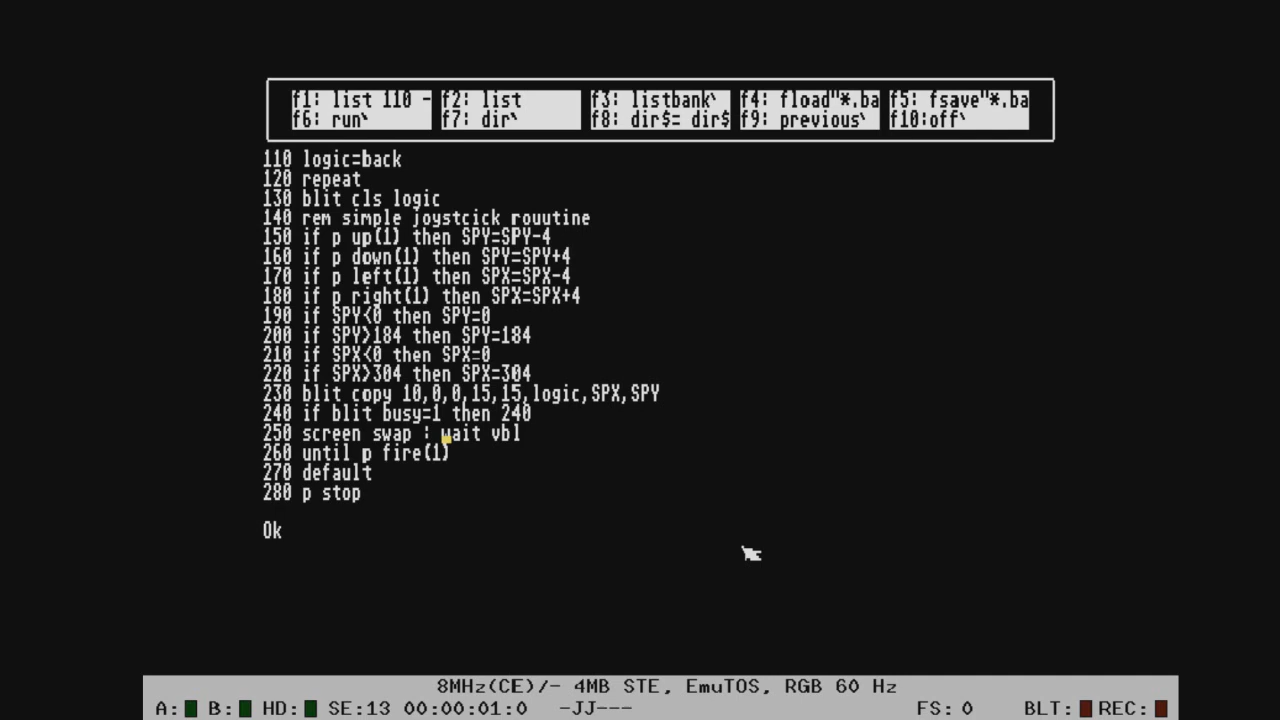 f1: list 110 - f2: list f3: listbank` f4: fload"*.ba f5: fsave"*.ba
f6: run` f7: dir` f8: dir$= dir$ f9: previous` f10:off`
110 logic=back
120 repeat
130 blit cls logic
140 rem simple joystcick rouutine
150 if p up(1) then SPY=SPY-4
160 if p down(1) then SPY=SPY+4
170 if p left(1) then SPX=SPX-4
180 if p right(1) then SPX=SPX+4
190 if SPY<0 then SPY=0
200 if SPY>184 then SPY=184
210 if SPX<0 then SPX=0
220 if SPX>304 then SPX=304
230 blit copy 10,0,0,15,15,logic,SPX,SPY
240 if blit busy=1 then 240
250 screen swap : wait vbl
260 until p fire(1)
270 default
280 p stop
Ok
8MHz(CE)/- 4MB STE, EmuTOS, RGB 60 Hz
A: B: HD: SE:13 00:00:01:0 -JJ--- FS: 0 BLT: REC: